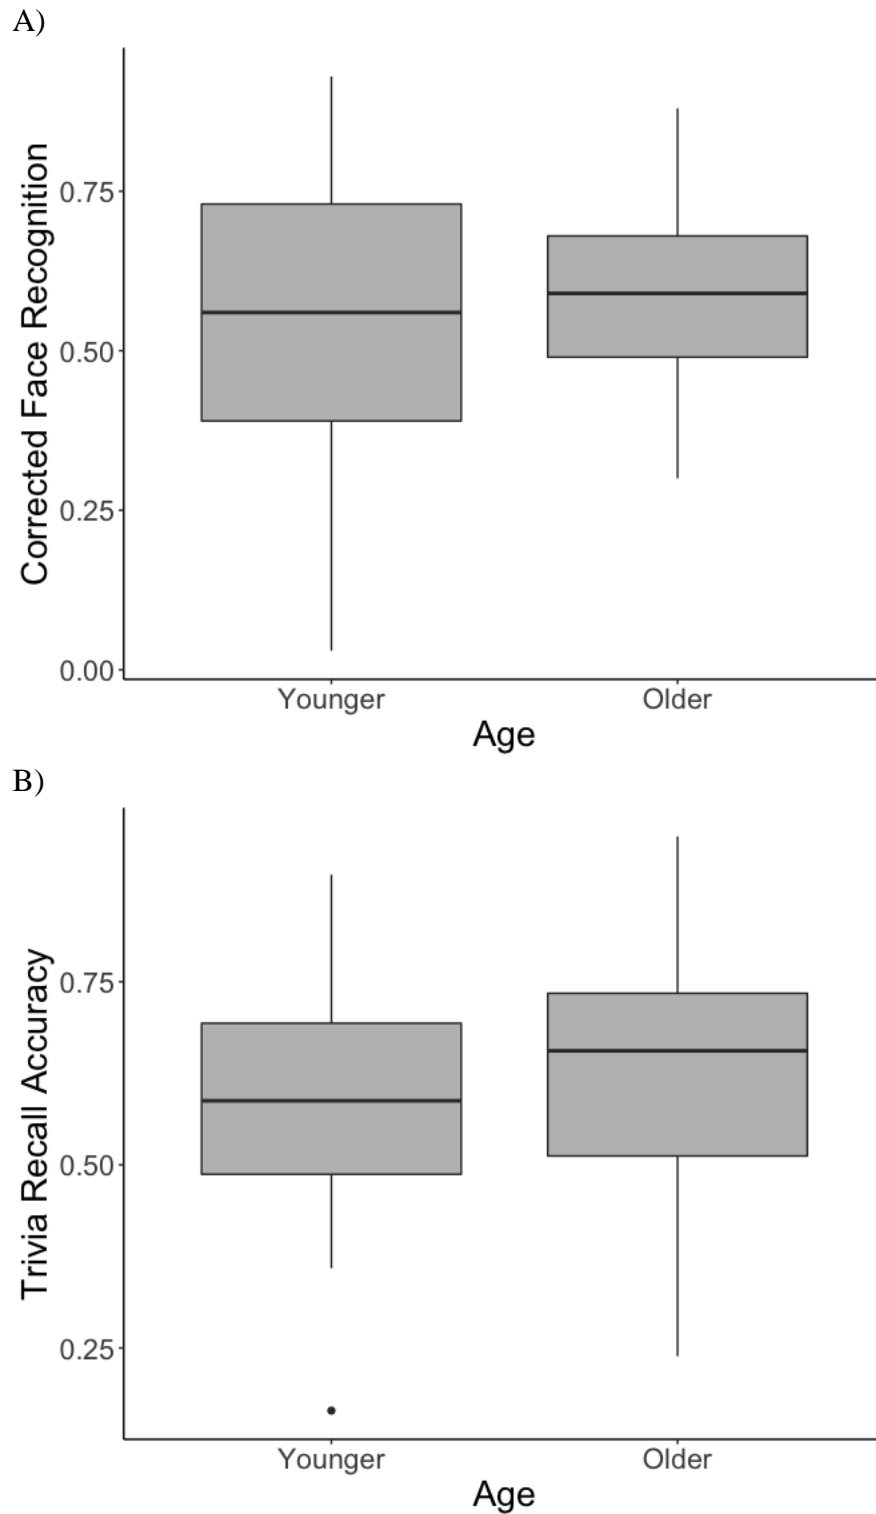 A)
Corrected Face Recognition
0.75
0.50
0.25
0.00
Younger Older
Age
B)
Trivia Recall Accuracy
0.75
0.50
0.25
Younger Older
Age